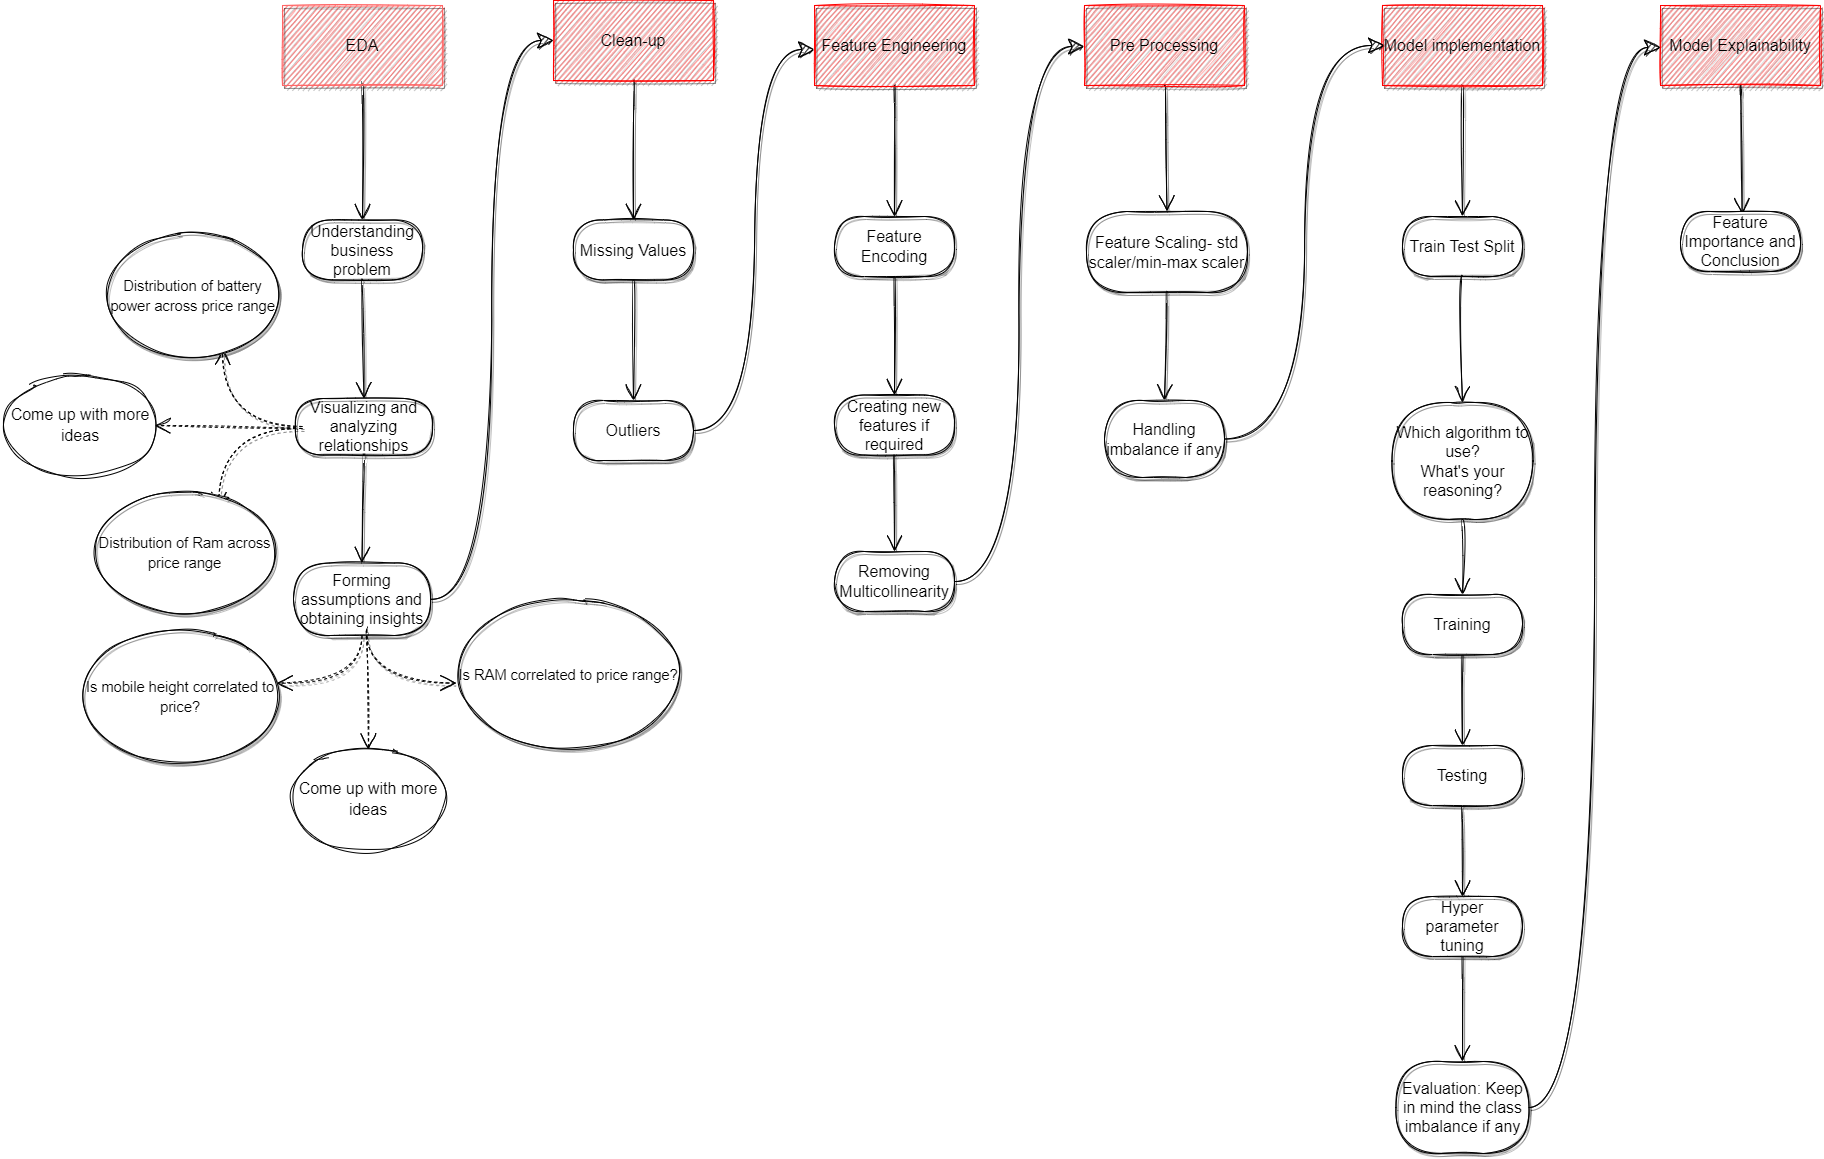 EDA
Clean-up
Feature Engineering
Pre Processing
Model implementation
Model Explainability
Understanding
business
problem
Distribution of battery
power across price range
Come up with more
ideas
Visualizing and
analyzing
relationships
Distribution of Ram across
price range
Forming
assumptions and
obtaining insights
Is mobile height correlated to
price?
Is RAM correlated to price range?
Come up with more
ideas
Missing Values
Outliers
Feature
Encoding
Creating new
features if
required
Removing
Multicollinearity
Feature Scaling- std
scaler/min-max scaler
Handling
imbalance if any
Train Test Split
Which algorithm to
use?
What's your
reasoning?
Training
Testing
Hyper
parameter
tuning
Evaluation: Keep
in mind the class
imbalance if any
Feature
Importance and
Conclusion